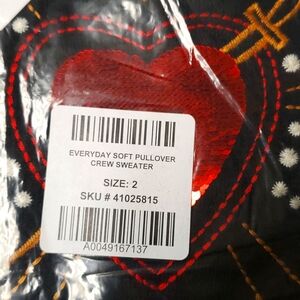 EVERYDAY SOFT PULLOVER
CREW SWEATER
SIZE: 2
SKU # 41025815
A0049167137